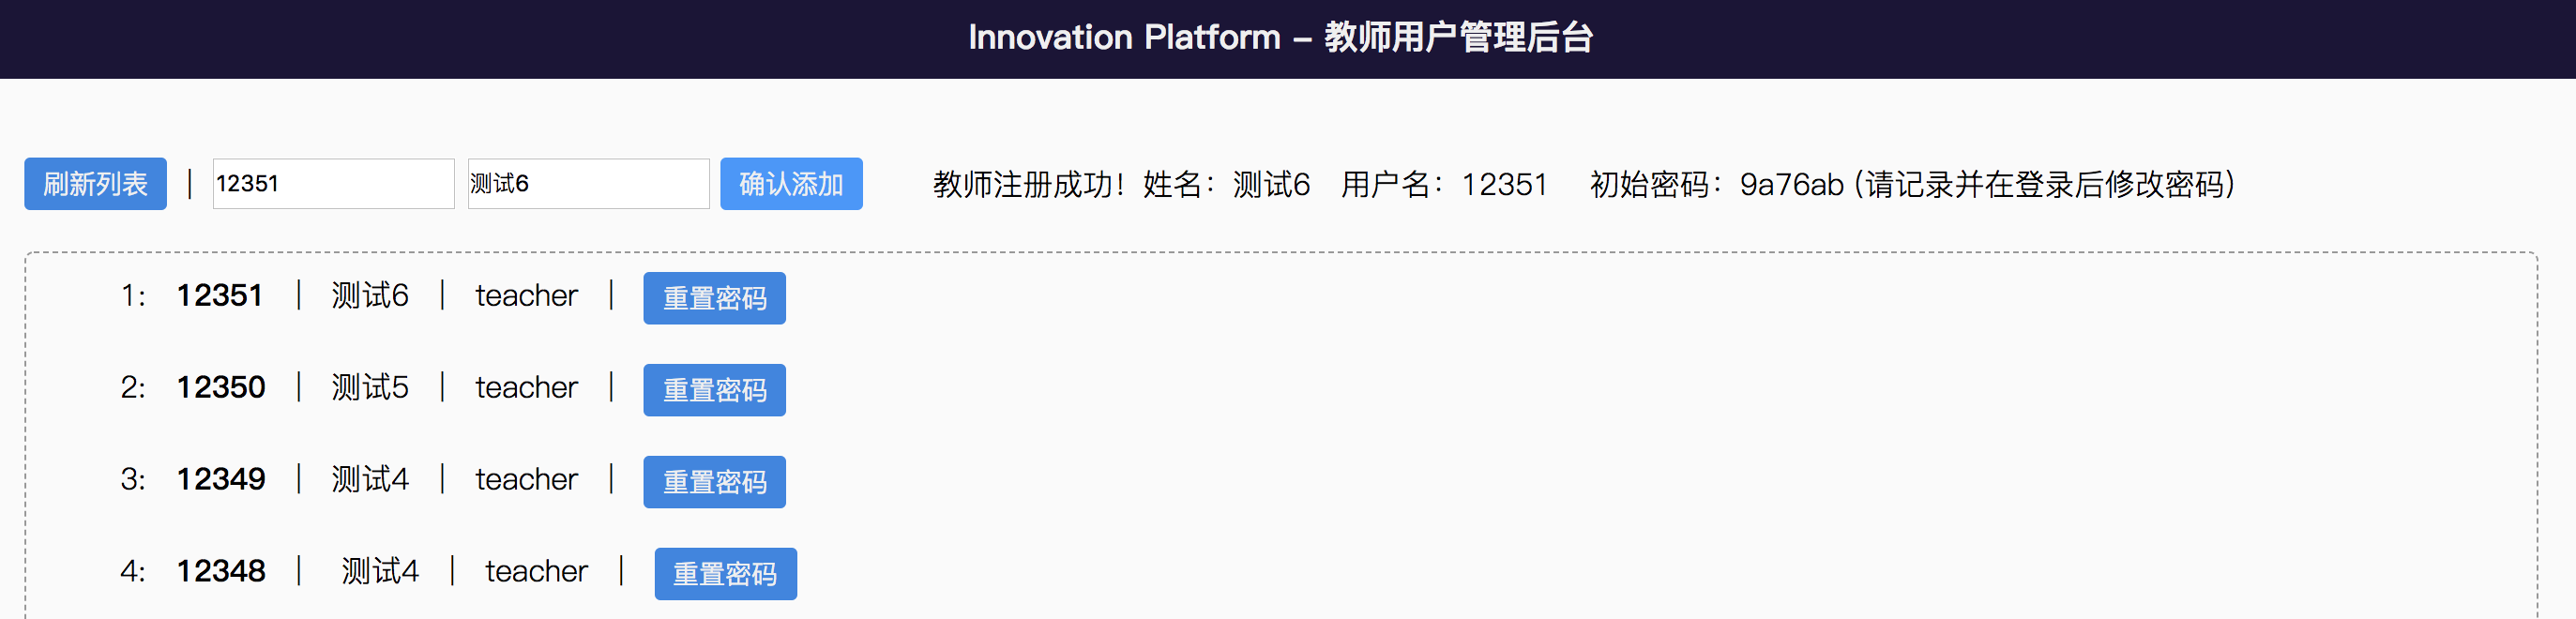 Innovation Platform – 教师用户管理后台
刷新列表 | 12351 测试6 确认添加 教师注册成功！姓名：测试6 用户名：12351 初始密码：9a76ab (请记录并在登录后修改密码)
1: 12351 | 测试6 | teacher | 重置密码
2: 12350 | 测试5 | teacher | 重置密码
3: 12349 | 测试4 | teacher | 重置密码
4: 12348 | 测试4 | teacher | 重置密码